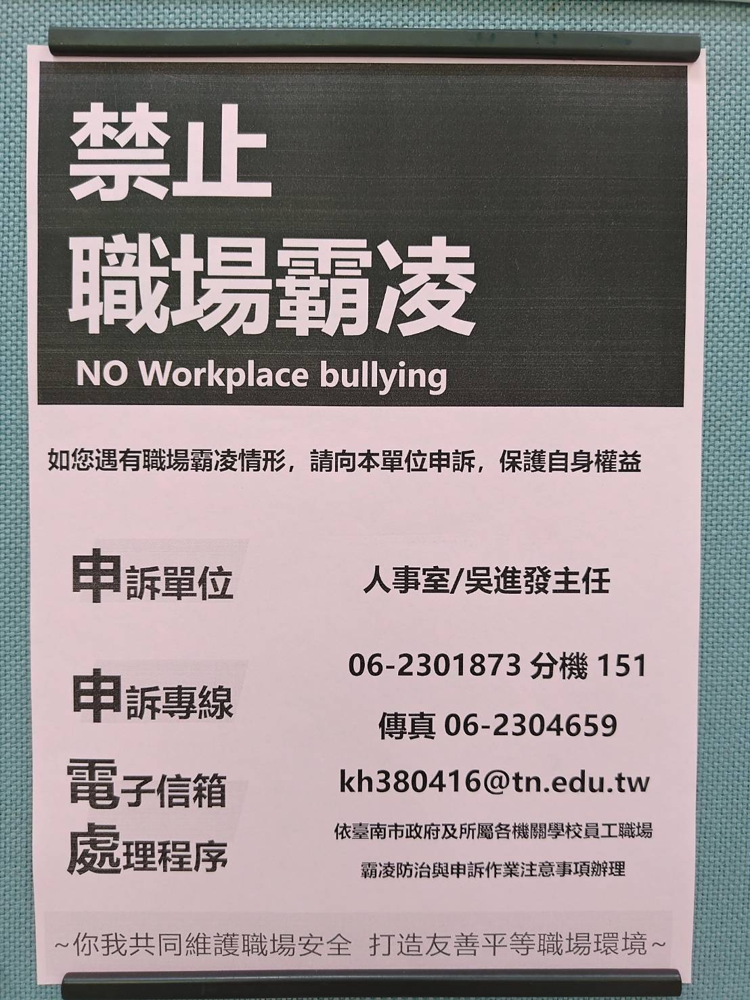 禁止
職場霸凌
NO Workplace bullying
如您遇有職場霸凌情形，請向本單位申訴，保護自身權益
申訴單位 人事室/吳進發主任
申訴專線 06-2301873 分機 151
傳真 06-2304659
電子信箱 kh380416@tn.edu.tw
處理程序 依臺南市政府及所屬各機關學校員工職場
霸凌防治與申訴作業注意事項辦理
~你我共同維護職場安全 打造友善平等職場環境~